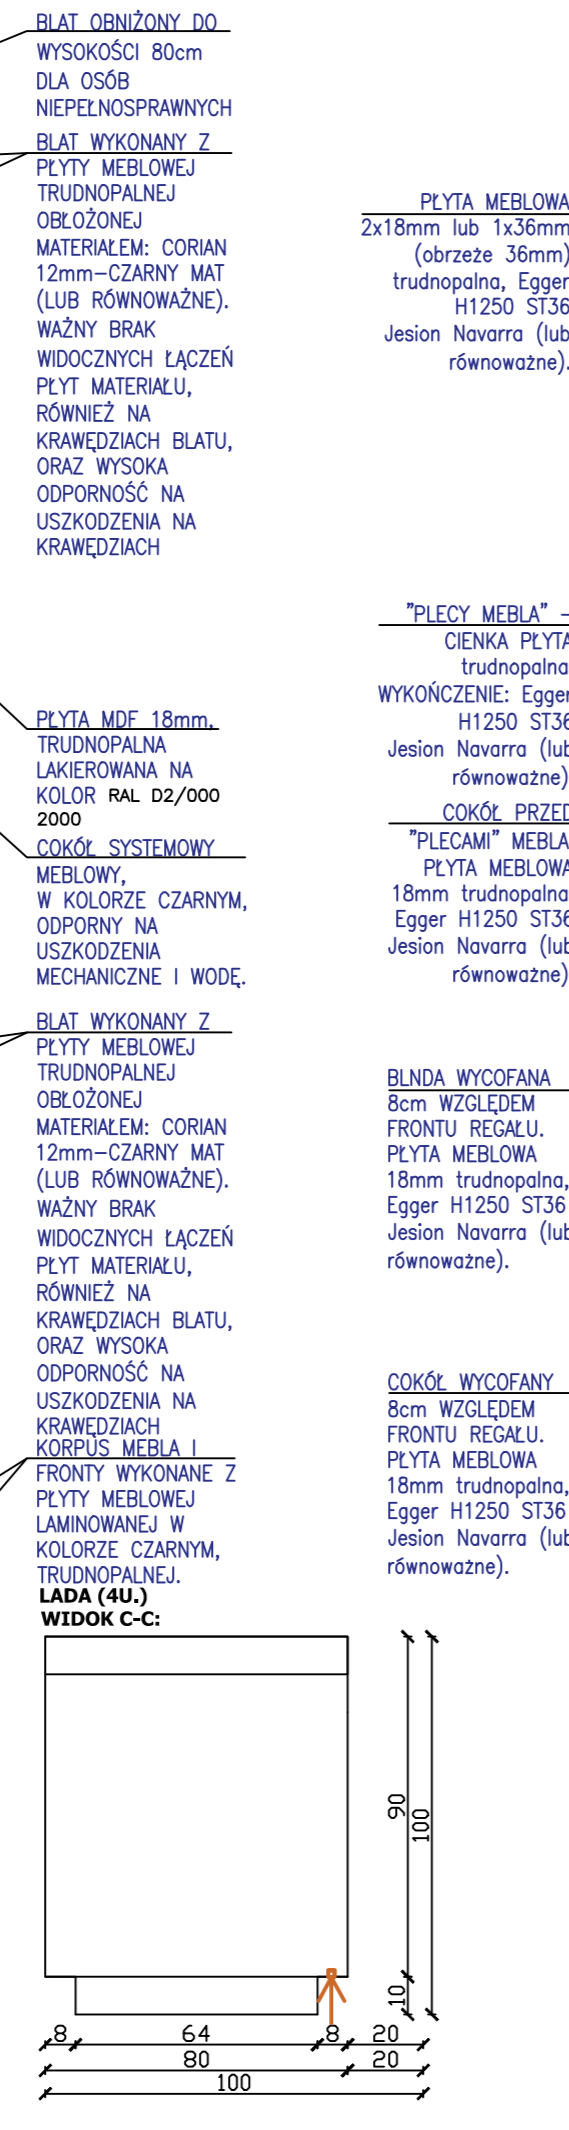 BLAT OBNIŻONY DO
WYSOKOŚCI 80cm
DLA OSÓB
NIEPEŁNOSPRAWNYCH
BLAT WYKONANY Z
PŁYTY MEBLOWEJ
TRUDNOPALNEJ
OBŁOŻONEJ
MATERIAŁEM: CORIAN
12mm-CZARNY MAT
(LUB RÓWNOWAŻNE).
WAŻNY BRAK
WIDOCZNYCH ŁĄCZEŃ
PŁYT MATERIAŁU,
RÓWNIEŻ NA
KRAWĘDZIACH BLATU,
ORAZ WYSOKA
ODPORNOŚĆ NA
USZKODZENIA NA
KRAWĘDZIACH
PŁYTA MDF 18mm,
TRUDNOPALNA
LAKIEROWANA NA
KOLOR RAL D2/000
2000
COKÓŁ SYSTEMOWY
MEBLOWY,
W KOLORZE CZARNYM,
ODPORNY NA
USZKODZENIA
MECHANICZNE I WODĘ.
BLAT WYKONANY Z
PŁYTY MEBLOWEJ
TRUDNOPALNEJ
OBŁOŻONEJ
MATERIAŁEM: CORIAN
12mm-CZARNY MAT
(LUB RÓWNOWAŻNE).
WAŻNY BRAK
WIDOCZNYCH ŁĄCZEŃ
PŁYT MATERIAŁU,
RÓWNIEŻ NA
KRAWĘDZIACH BLATU,
ORAZ WYSOKA
ODPORNOŚĆ NA
USZKODZENIA NA
KRAWĘDZIACH
KORPUS MEBLA I
FRONTY WYKONANE Z
PŁYTY MEBLOWEJ
LAMINOWANEJ W
KOLORZE CZARNYM,
TRUDNOPALNEJ.
PŁYTA MEBLOWA
2x18mm lub 1x36mm
(obrzeże 36mm)
trudnopalna, Egger
H1250 ST36
Jesion Navarra (lub
równoważne).
"PLECY MEBLA" -
CIENKA PŁYTA
trudnopalna
WYKOŃCZENIE: Egger
H1250 ST36
Jesion Navarra (lub
równoważne)
COKÓŁ PRZED
"PLECAMI" MEBLA
PŁYTA MEBLOWA
18mm trudnopalna
Egger H1250 ST36
Jesion Navarra (lub
równoważne)
BLNDA WYCOFANA
8cm WZGLĘDEM
FRONTU REGAŁU.
PŁYTA MEBLOWA
18mm trudnopalna,
Egger H1250 ST36
Jesion Navarra (lub
równoważne).
COKÓŁ WYCOFANY
8cm WZGLĘDEM
FRONTU REGAŁU.
PŁYTA MEBLOWA
18mm trudnopalna,
Egger H1250 ST36
Jesion Navarra (lub
równoważne).
LADA (4U.)
WIDOK C-C:
90
100
10
8 64 8 20
80 20
100